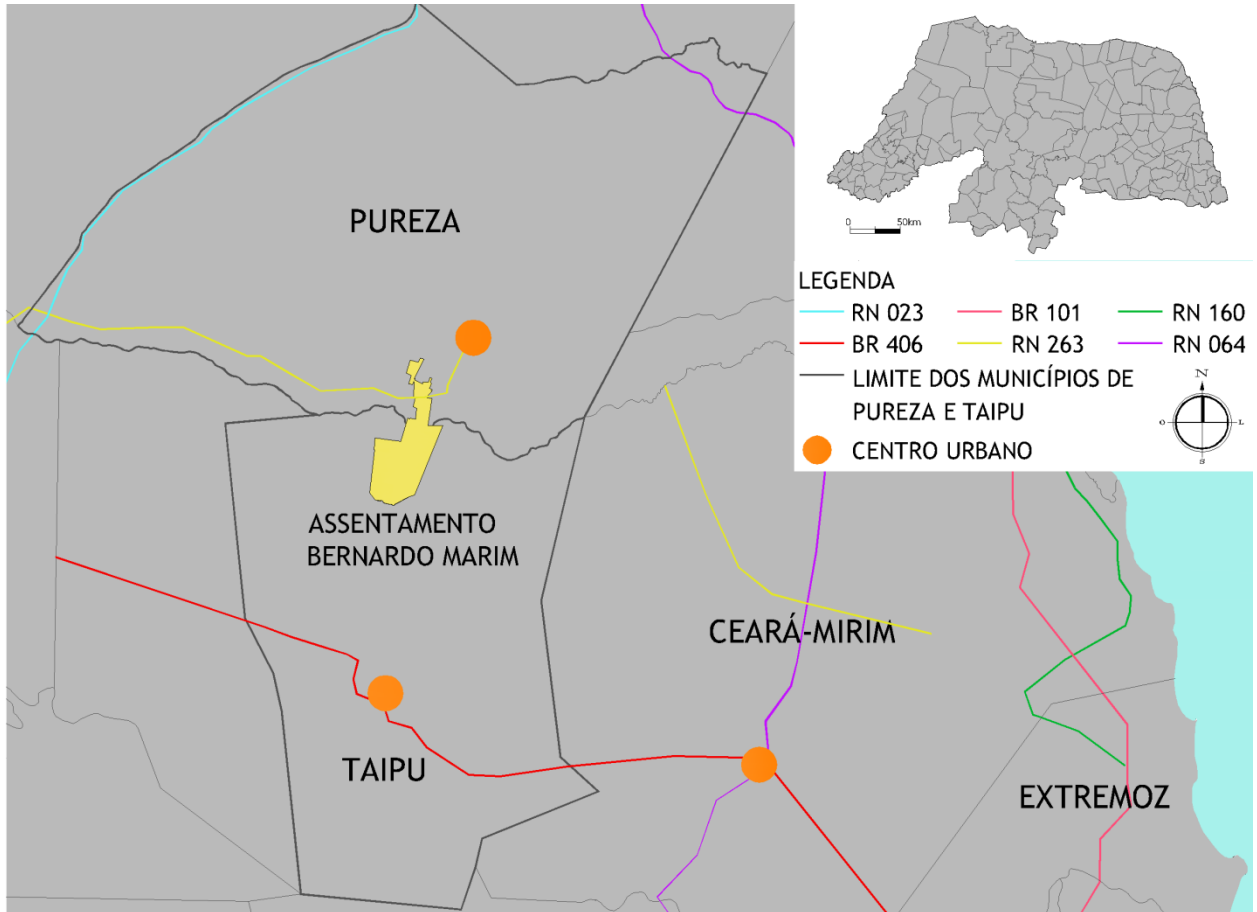 PUREZA
ASSENTAMENTO
BERNARDO MARIM
CEARÁ-MIRIM
TAIPU
EXTREMOZ
0 50km
LEGENDA
RN 023 BR 101 RN 160
BR 406 RN 263 RN 064
LIMITE DOS MUNICÍPIOS DE
PUREZA E TAIPU
CENTRO URBANO
N
O L
S